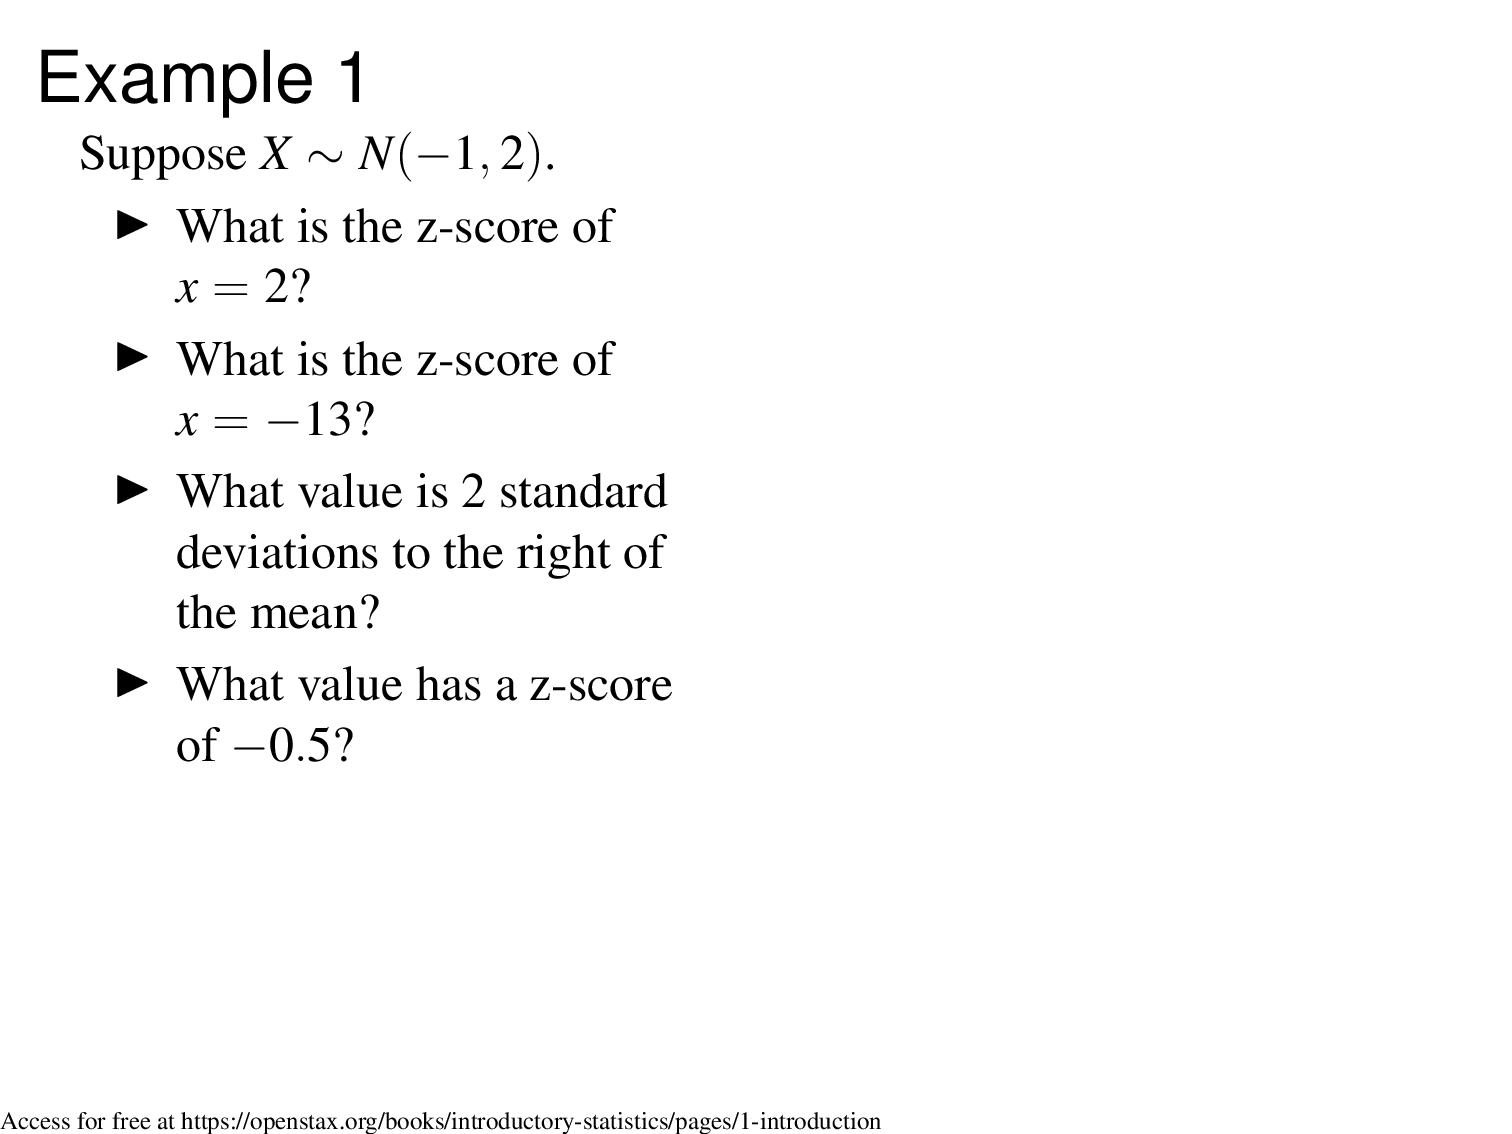 Example 1
Suppose X ∼ N(−1, 2).
▶ What is the z-score of
x = 2?
▶ What is the z-score of
x = −13?
▶ What value is 2 standard
deviations to the right of
the mean?
▶ What value has a z-score
of −0.5?
Access for free at https://openstax.org/books/introductory-statistics/pages/1-introduction